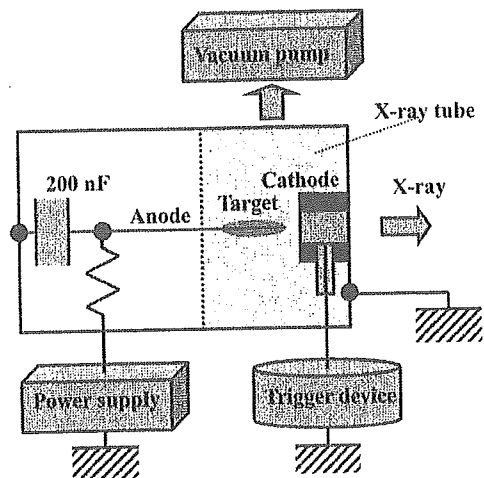 Vacuum pump
X-ray tube
200 nF
Cathode
X-ray
Anode
Target
Power supply
Trigger device